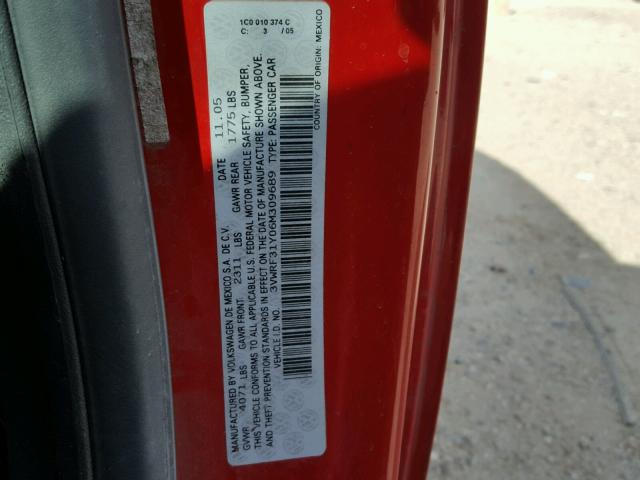 1C0 010 374 C
C: 3 / 05
MANUFACTURED BY VOLKSWAGEN DE MEXICO S.A. DE C.V. DATE 11.05
GVWR 4071 LBS GAWR FRONT 2311 LBS GAWR REAR 1775 LBS
THIS VEHICLE CONFORMS TO ALL APPLICABLE U.S. FEDERAL MOTOR VEHICLE SAFETY, BUMPER,
AND THEFT PREVENTION STANDARDS IN EFFECT ON THE DATE OF MANUFACTURE SHOWN ABOVE.
VEHICLE I.D. NO. 3VWRF31Y06M309689 TYPE: PASSENGER CAR
COUNTRY OF ORIGIN: MEXICO